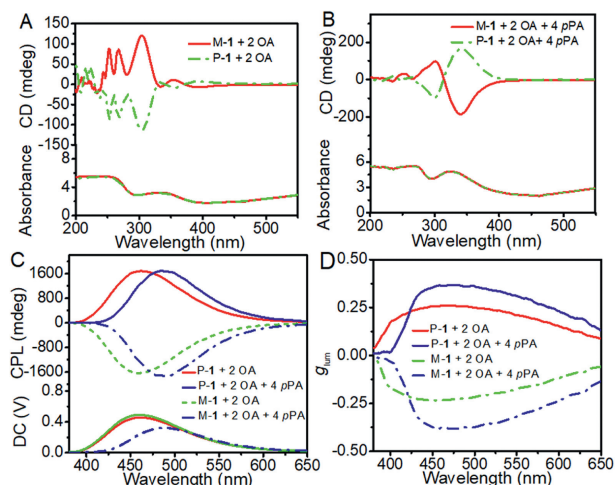 A
M-1 + 2 OA
P-1 + 2 OA
CD (mdeg)
150
100
50
0
-50
-100
-150
8
4
0
Absorbance
200 300 400 500
Wavelength (nm)
B
M-1 + 2 OA + 4 pPA
P-1 + 2 OA+ 4 pPA
CD (mdeg)
200
0
-200
9
6
3
0
Absorbance
200 300 400 500
Wavelength (nm)
C
CPL (mdeg)
1600
800
0
-800
-1600
P-1 + 2 OA
P-1 + 2 OA + 4 pPA
M-1 + 2 OA
M-1 + 2 OA + 4 pPA
DC (V)
0.8
0.4
0.0
400 450 500 550 600 650
Wavelength (nm)
D
glum
0.50
0.25
0.00
-0.25
-0.50
P-1 + 2 OA
P-1 + 2 OA + 4 pPA
M-1 + 2 OA
M-1 + 2 OA + 4 pPA
400 450 500 550 600 650
Wavelength (nm)